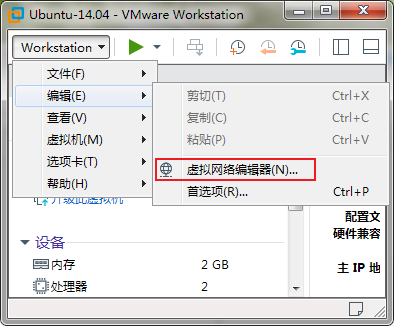 Ubuntu-14.04 - VMware Workstation
Workstation
文件(F)
编辑(E)
查看(V)
虚拟机(M)
选项卡(T)
帮助(H)
剪切(T) Ctrl+X
复制(C) Ctrl+C
粘贴(P) Ctrl+V
虚拟网络编辑器(N)...
首选项(R)... Ctrl+P
升级此虚拟机
设备
内存 2 GB
处理器 2
配置文
硬件兼容
主 IP 地